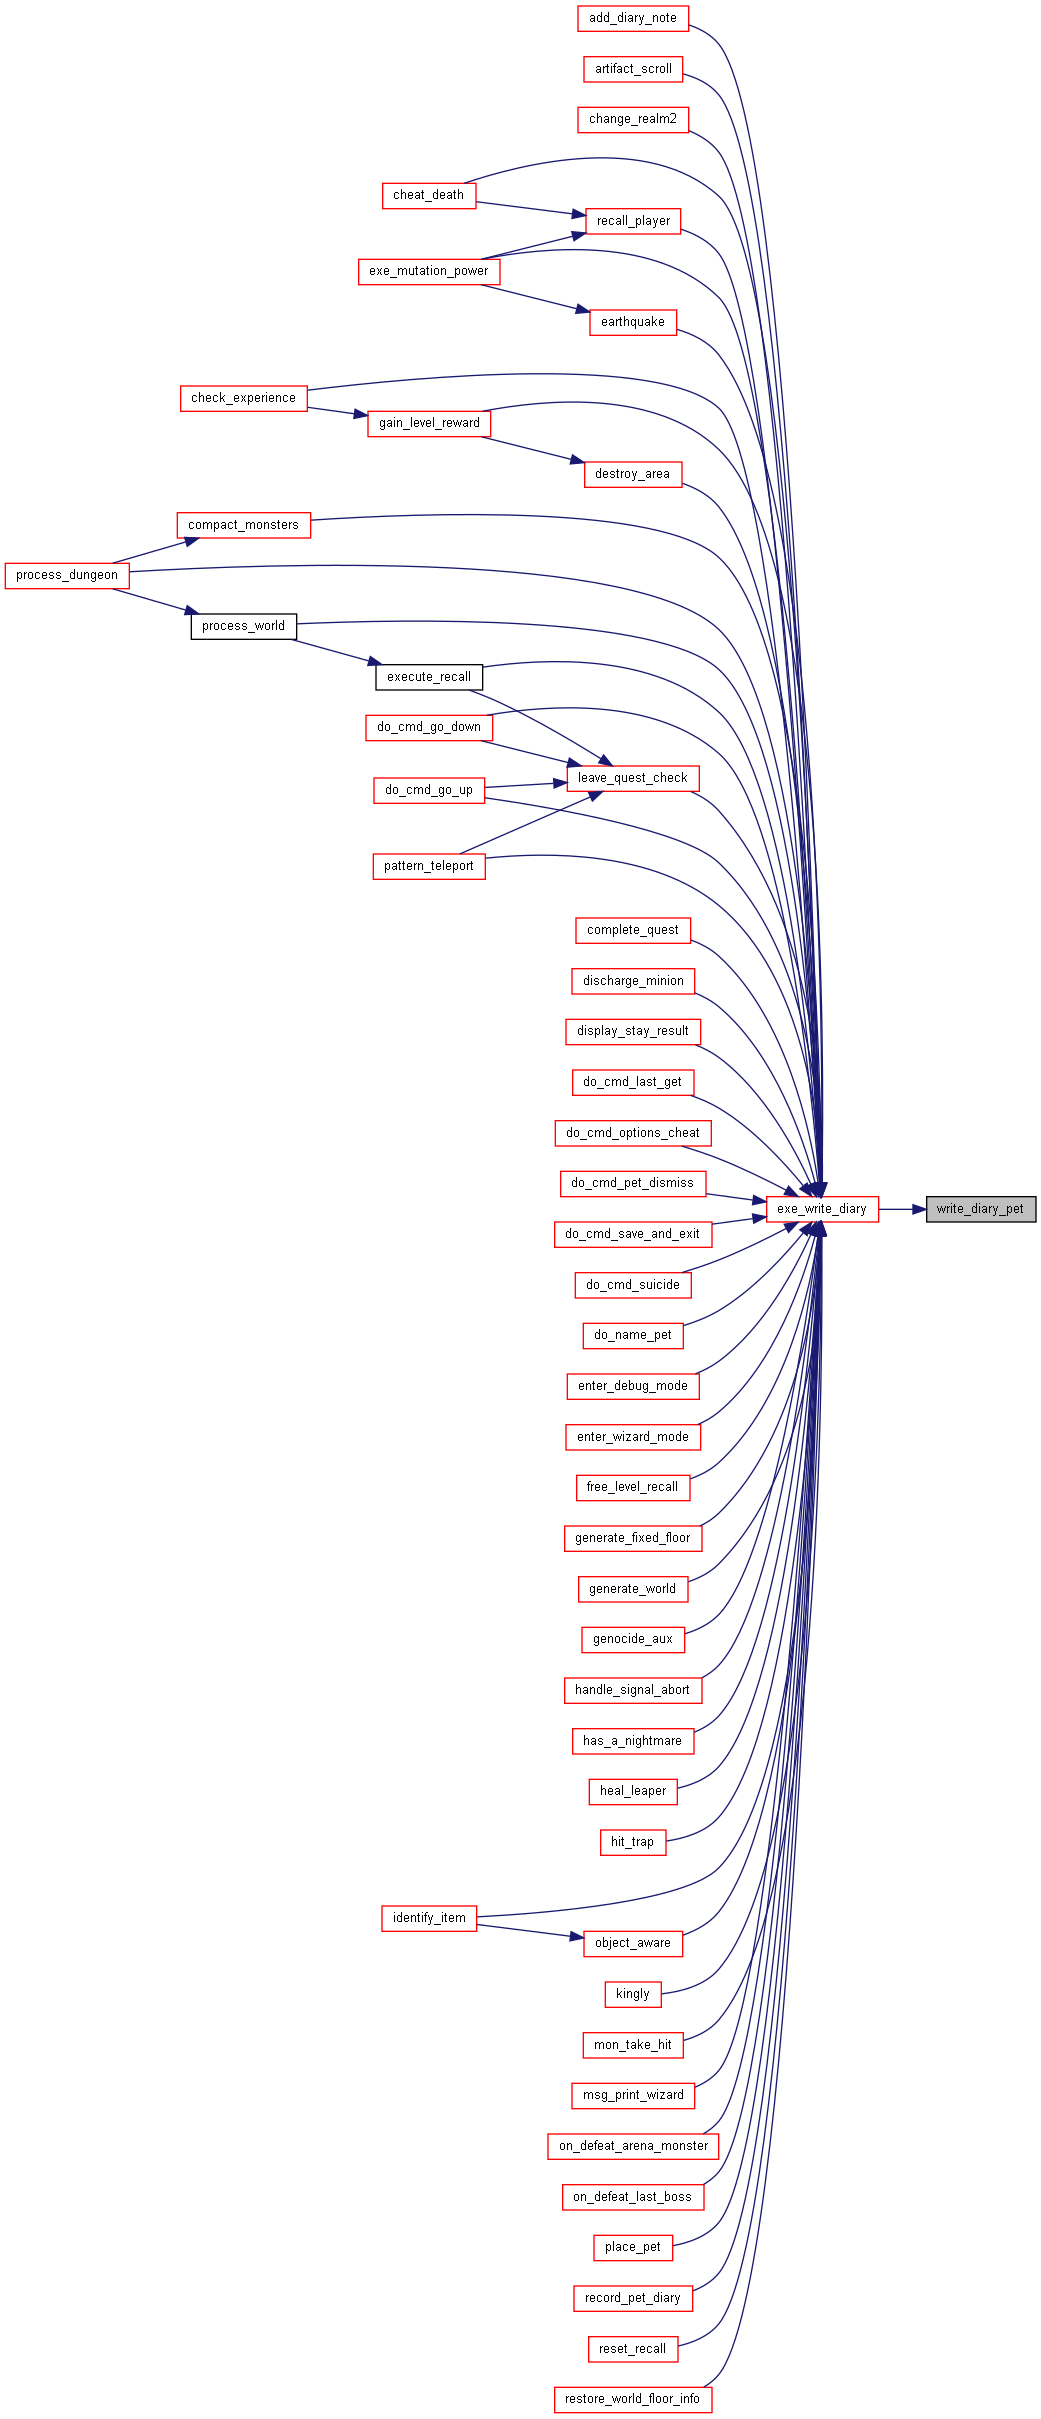 add_diary_note
artifact_scroll
change_realm2
cheat_death
recall_player
exe_mutation_power
earthquake
check_experience
gain_level_reward
destroy_area
compact_monsters
process_dungeon
process_world
execute_recall
do_cmd_go_down
leave_quest_check
do_cmd_go_up
pattern_teleport
complete_quest
discharge_minion
display_stay_result
do_cmd_last_get
do_cmd_options_cheat
do_cmd_pet_dismiss
exe_write_diary
write_diary_pet
do_cmd_save_and_exit
do_cmd_suicide
do_name_pet
enter_debug_mode
enter_wizard_mode
free_level_recall
generate_fixed_floor
generate_world
genocide_aux
handle_signal_abort
has_a_nightmare
heal_leaper
hit_trap
identify_item
object_aware
kingly
mon_take_hit
msg_print_wizard
on_defeat_arena_monster
on_defeat_last_boss
place_pet
record_pet_diary
reset_recall
restore_world_floor_info